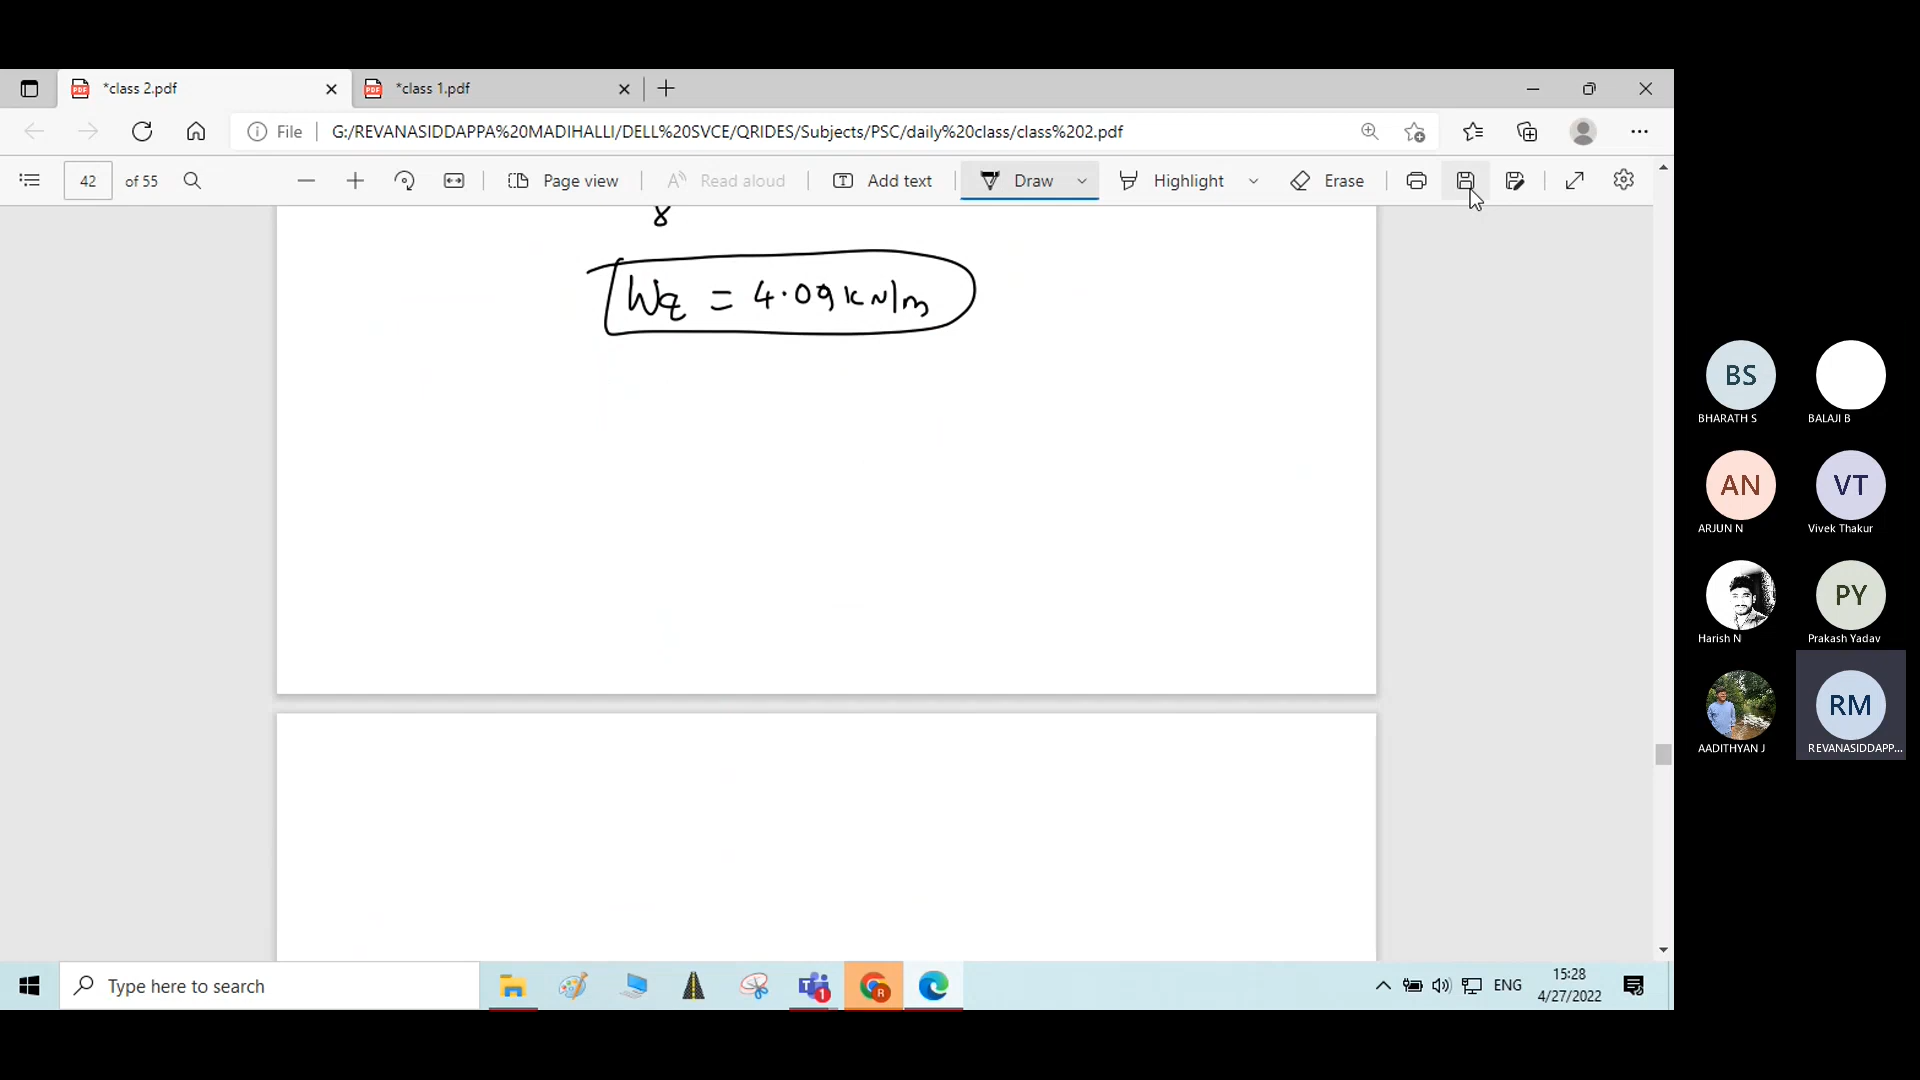 *class 2.pdf
*class 1.pdf
File
G:/REVANASIDDAPPA%20MADIHALLI/DELL%20SVCE/QRIDES/Subjects/PSC/daily%20class/class%202.pdf
42 of 55
Page view
Read aloud
Add text
Draw
Highlight
Erase
8
Wq = 4.09 kN/m
BS
BHARATH S
BALAJI B
AN
ARJUN N
VT
Vivek Thakur
Harish N
PY
Prakash Yadav
AADITHYAN J
RM
REVANASIDDAPP...
Type here to search
1
R
ENG
15:28
4/27/2022